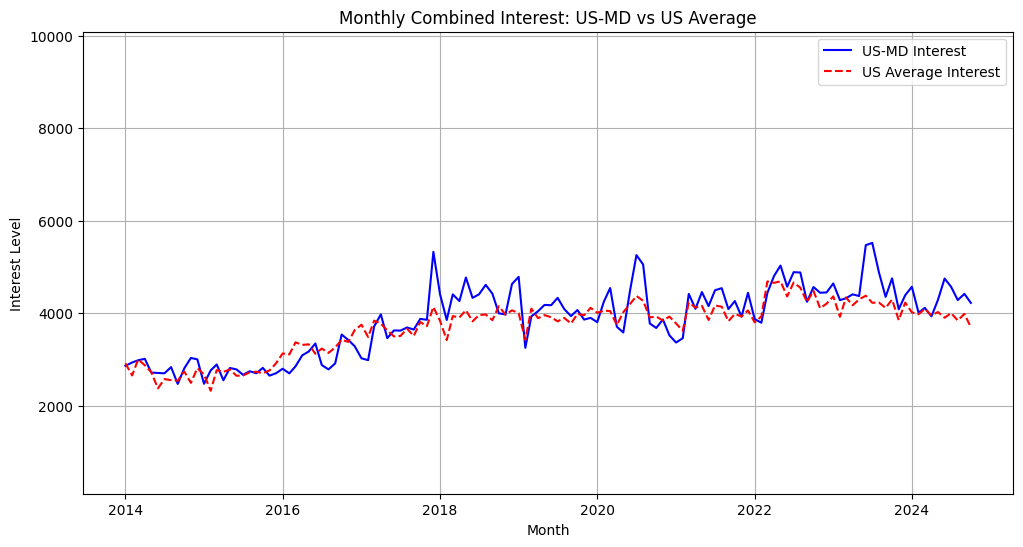 Monthly Combined Interest: US-MD vs US Average
10000
8000
6000
4000
2000
Interest Level
US-MD Interest
US Average Interest
2014 2016 2018 2020 2022 2024
Month